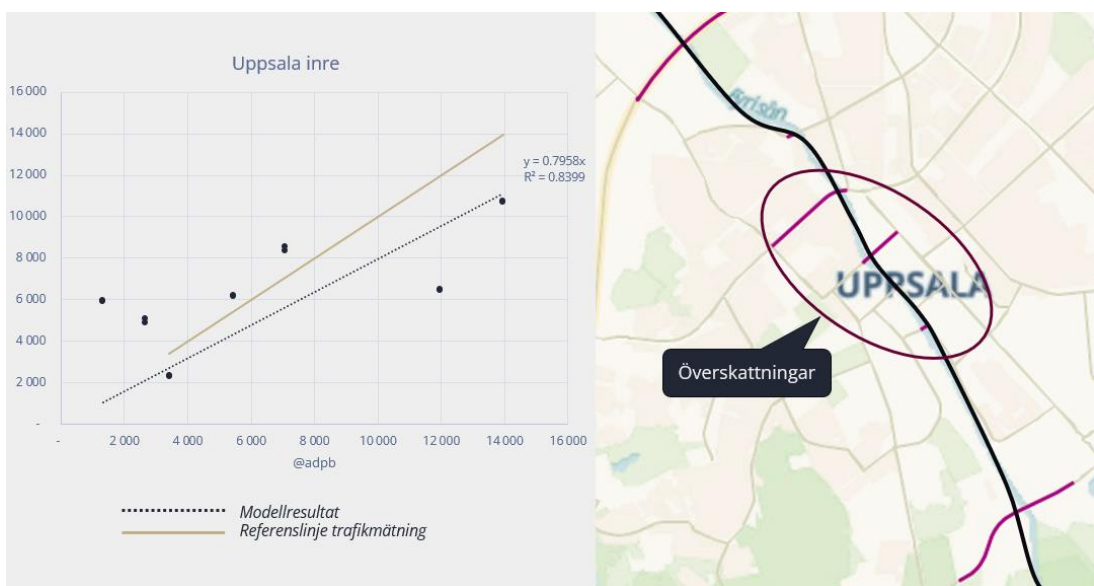 Uppsala inre
16 000
14 000
12 000
10 000
8 000
6 000
4 000
2 000
-
- 2 000 4 000 6 000 8 000 10 000 12 000 14 000 16 000
@adpb
y = 0.7958x
R² = 0.8399
Modellresultat
Referenslinje trafikmätning
Fyrisån
UPPSALA
Överskattningar